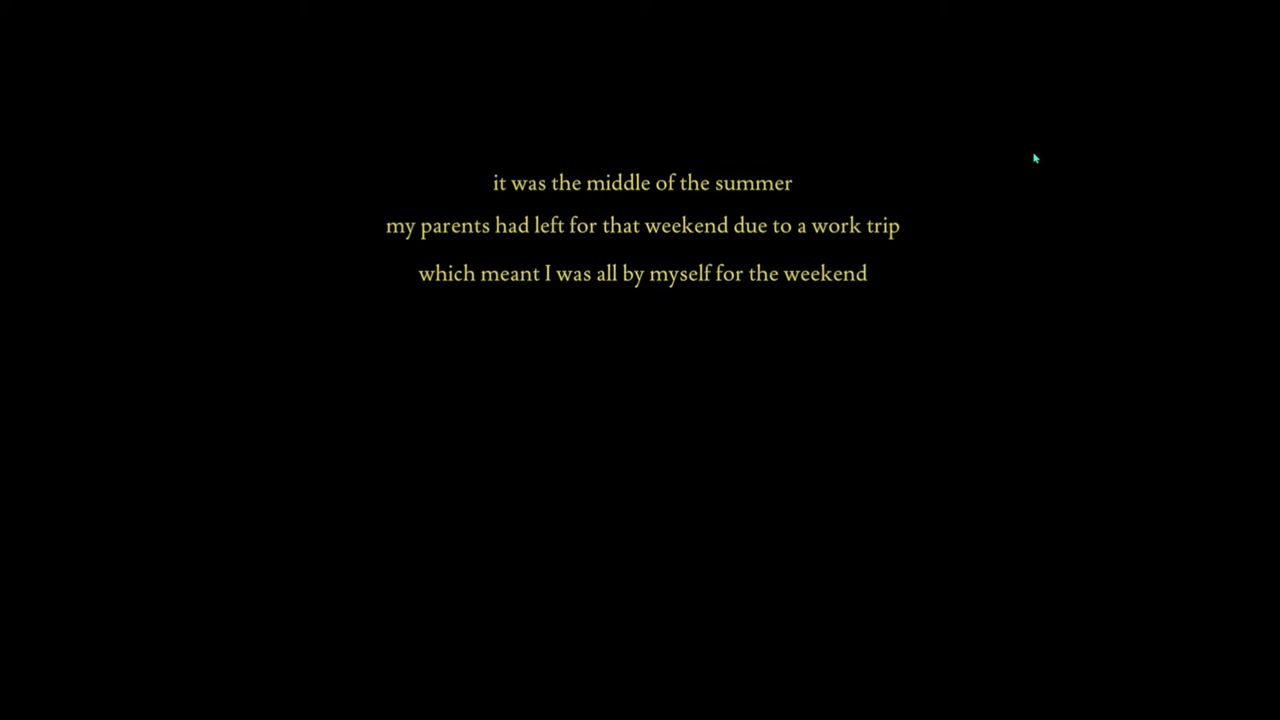 it was the middle of the summer
my parents had left for that weekend due to a work trip
which meant I was all by myself for the weekend